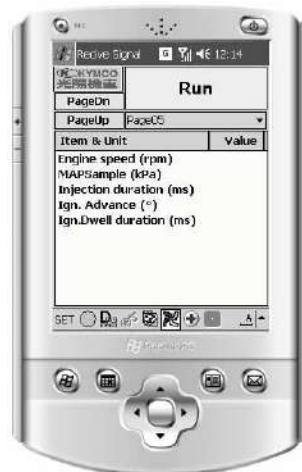 Recive Signal G 12:14
KYMCO
光陽機車
Run
PageDn
PageUp Page05
Item & Unit Value
Engine speed (rpm)
MAPSample (kPa)
Injection duration (ms)
Ign. Advance (°)
Ign.Dwell duration (ms)
SET